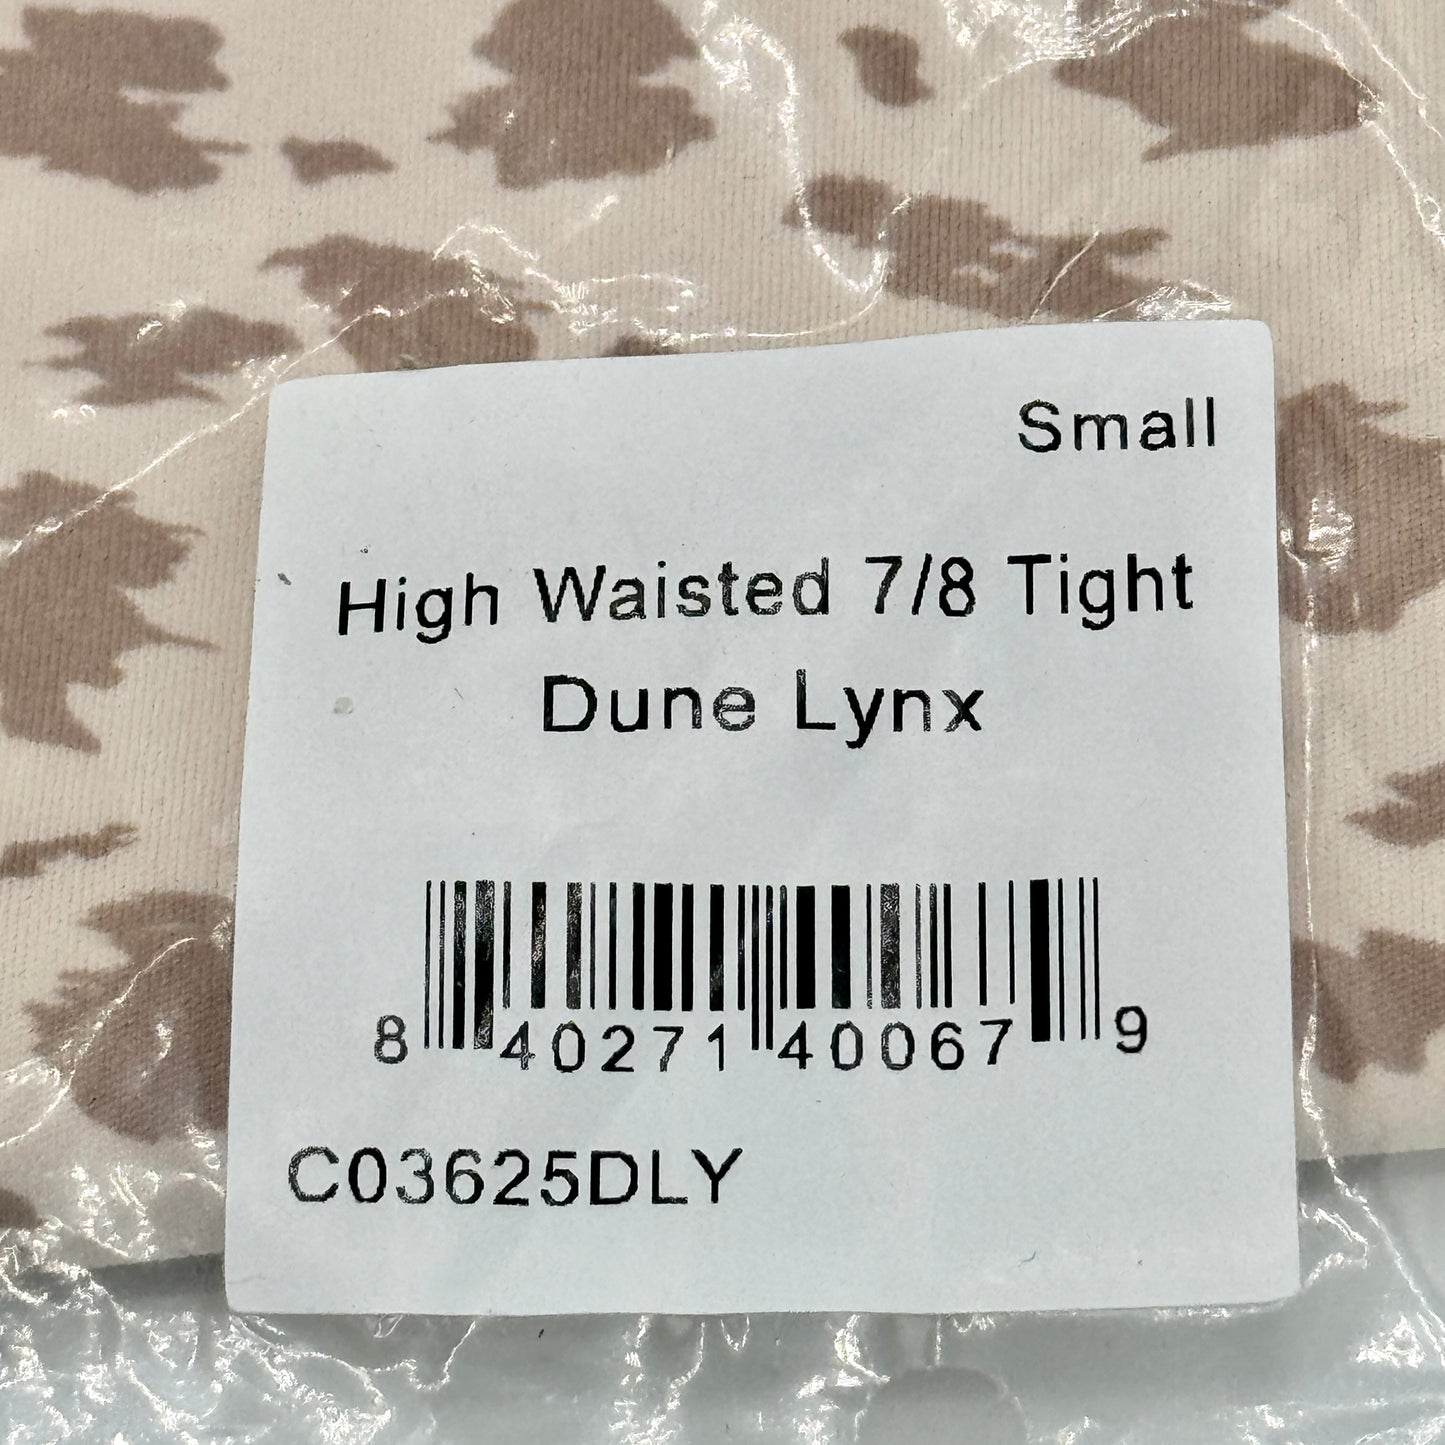 Small
High Waisted 7/8 Tight
Dune Lynx
8 40271 40067 9
C03625DLY